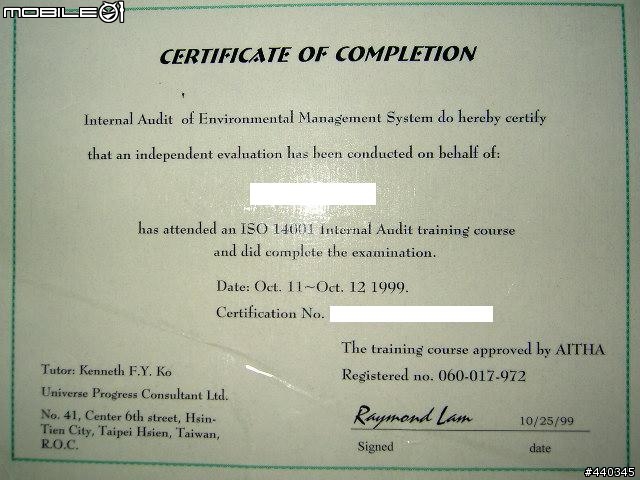 MOBILE01
CERTIFICATE OF COMPLETION
Internal Audit of Environmental Management System do hereby certify
that an independent evaluation has been conducted on behalf of:
has attended an ISO 14001 Internal Audit training course
and did complete the examination.
Date: Oct. 11~Oct. 12 1999.
Certification No.
The training course approved by AITHA
Registered no. 060-017-972
Tutor: Kenneth F.Y. Ko
Universe Progress Consultant Ltd.
No. 41, Center 6th street, Hsin-
Tien City, Taipei Hsien, Taiwan,
R.O.C.
Raymond Lam 10/25/99
Signed date
#440345